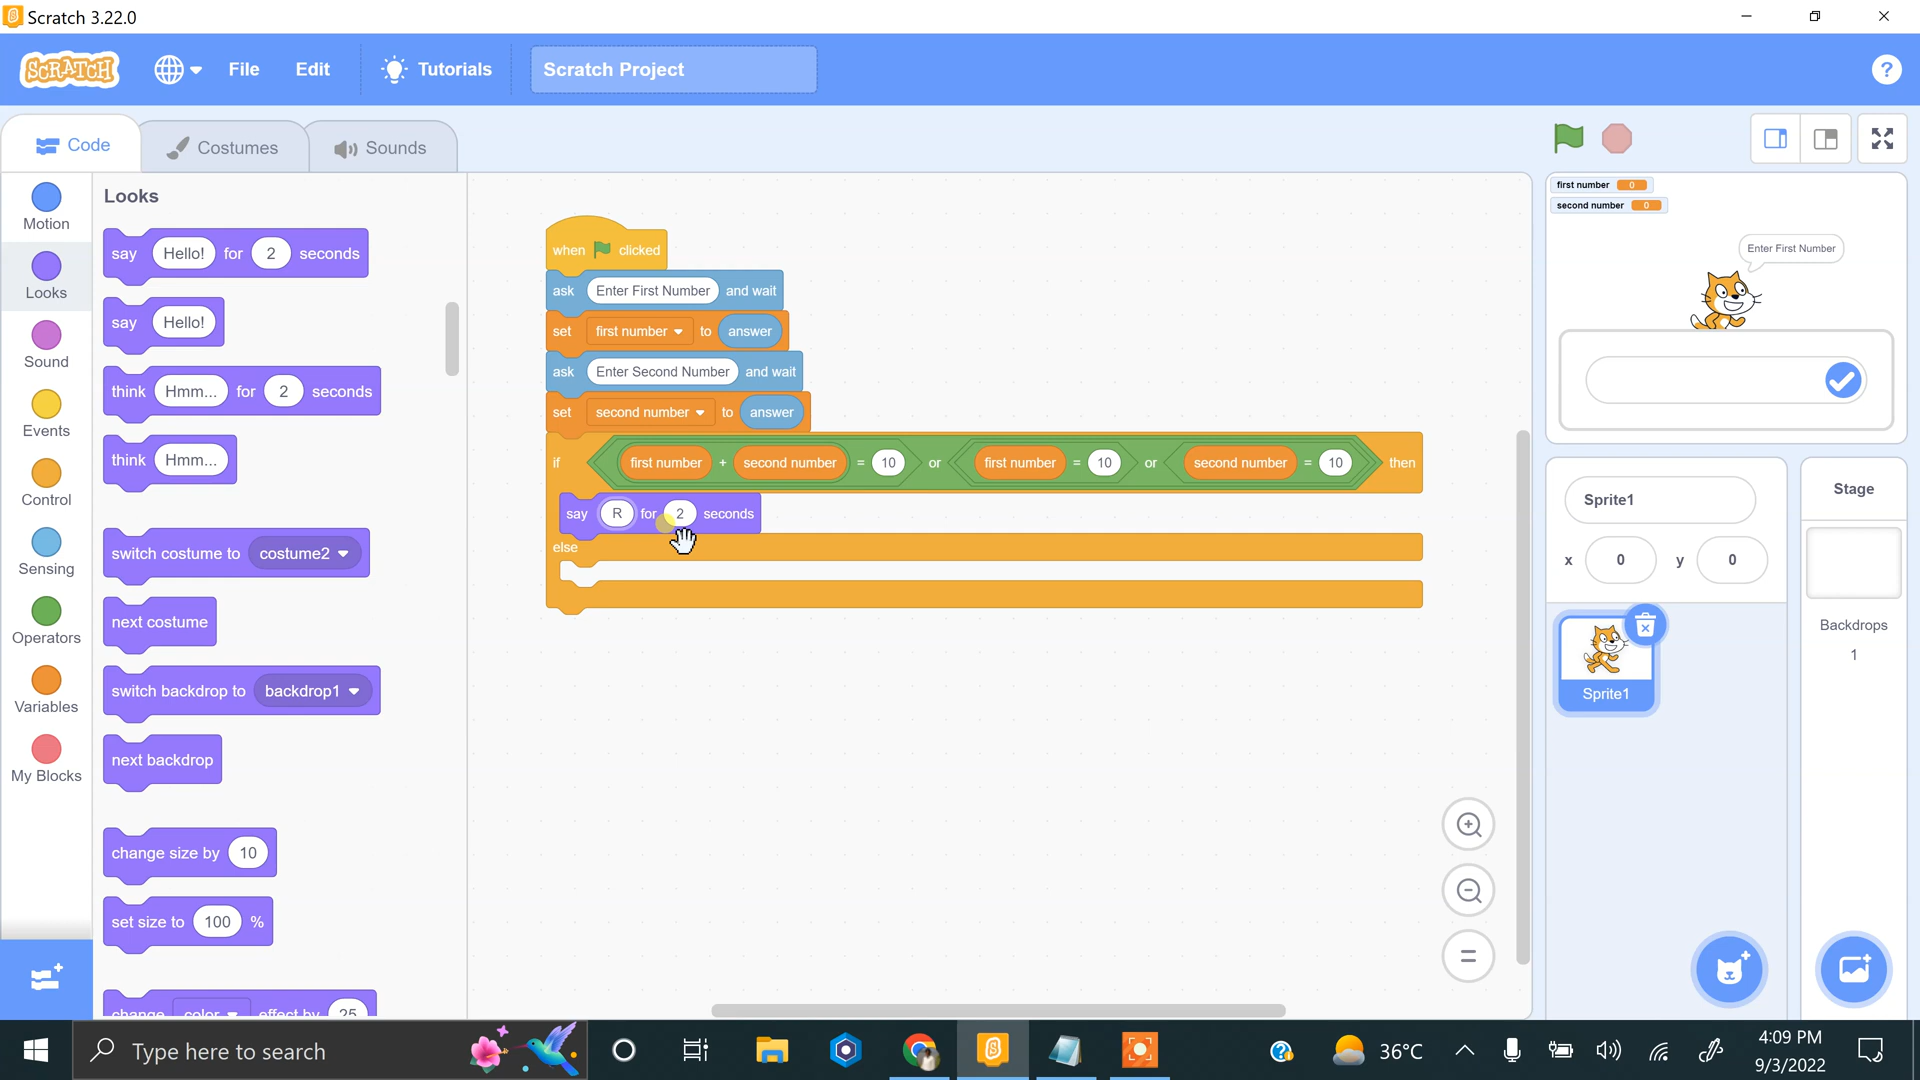 Scratch 3.22.0
SCRATCH File Edit Tutorials Scratch Project ?
Code Costumes Sounds
Motion
Looks
Sound
Events
Control
Sensing
Operators
Variables
My Blocks
Looks
say Hello! for 2 seconds
say Hello!
think Hmm... for 2 seconds
think Hmm...
switch costume to costume2
next costume
switch backdrop to backdrop1
next backdrop
change size by 10
set size to 100 %
change color effect by 25
when clicked
ask Enter First Number and wait
set first number to answer
ask Enter Second Number and wait
set second number to answer
if first number + second number = 10 or first number = 10 or second number = 10 then
say R for 2 seconds
else
first number 0
second number 0
Enter First Number
Sprite1
x 0 y 0
Sprite1
Stage
Backdrops
1
Type here to search
36°C
4:09 PM
9/3/2022